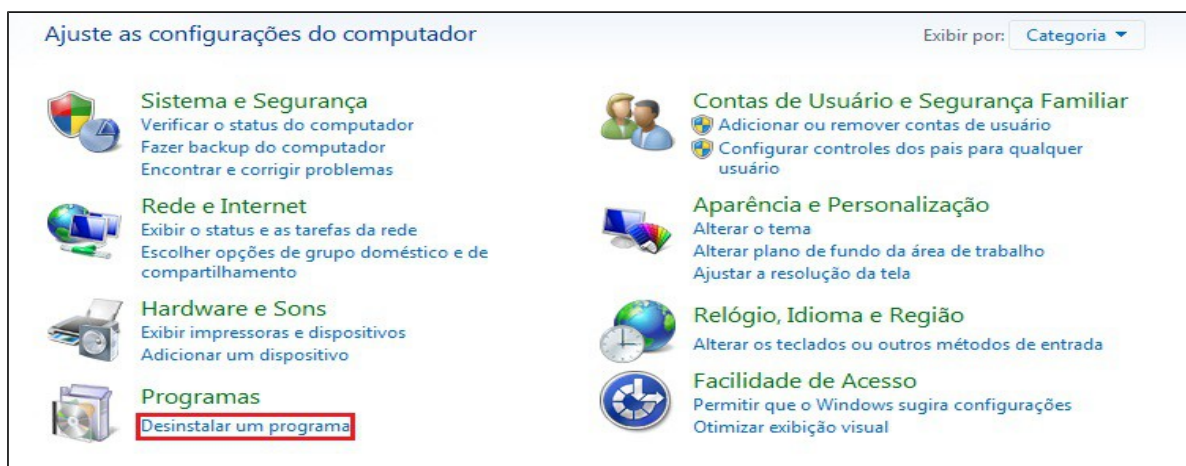 Ajuste as configurações do computador
Exibir por: Categoria
Sistema e Segurança
Verificar o status do computador
Fazer backup do computador
Encontrar e corrigir problemas
Rede e Internet
Exibir o status e as tarefas da rede
Escolher opções de grupo doméstico e de
compartilhamento
Hardware e Sons
Exibir impressoras e dispositivos
Adicionar um dispositivo
Programas
Desinstalar um programa
Contas de Usuário e Segurança Familiar
Adicionar ou remover contas de usuário
Configurar controles dos pais para qualquer
usuário
Aparência e Personalização
Alterar o tema
Alterar plano de fundo da área de trabalho
Ajustar a resolução da tela
Relógio, Idioma e Região
Alterar os teclados ou outros métodos de entrada
Facilidade de Acesso
Permitir que o Windows sugira configurações
Otimizar exibição visual